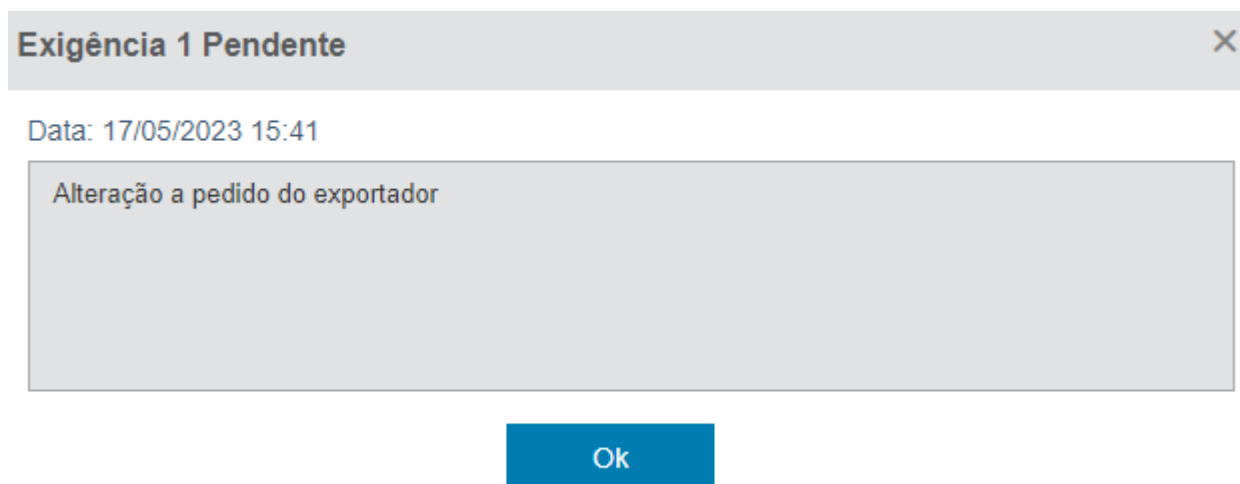 Exigência 1 Pendente
Data: 17/05/2023 15:41
Alteração a pedido do exportador
Ok